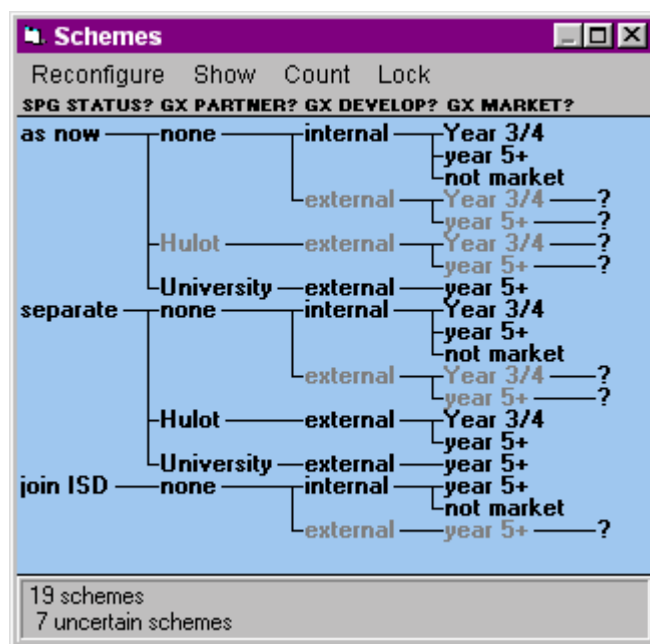 Schemes
Reconfigure Show Count Lock
SPG STATUS? GX PARTNER? GX DEVELOP? GX MARKET?
as now none internal Year 3/4
year 5+
not market
external Year 3/4 ?
year 5+ ?
Hulot external Year 3/4 ?
year 5+ ?
University external year 5+
separate none internal Year 3/4
year 5+
not market
external Year 3/4 ?
year 5+ ?
Hulot external Year 3/4
year 5+
University external year 5+
join ISD none internal year 5+
not market
external year 5+ ?
19 schemes
7 uncertain schemes